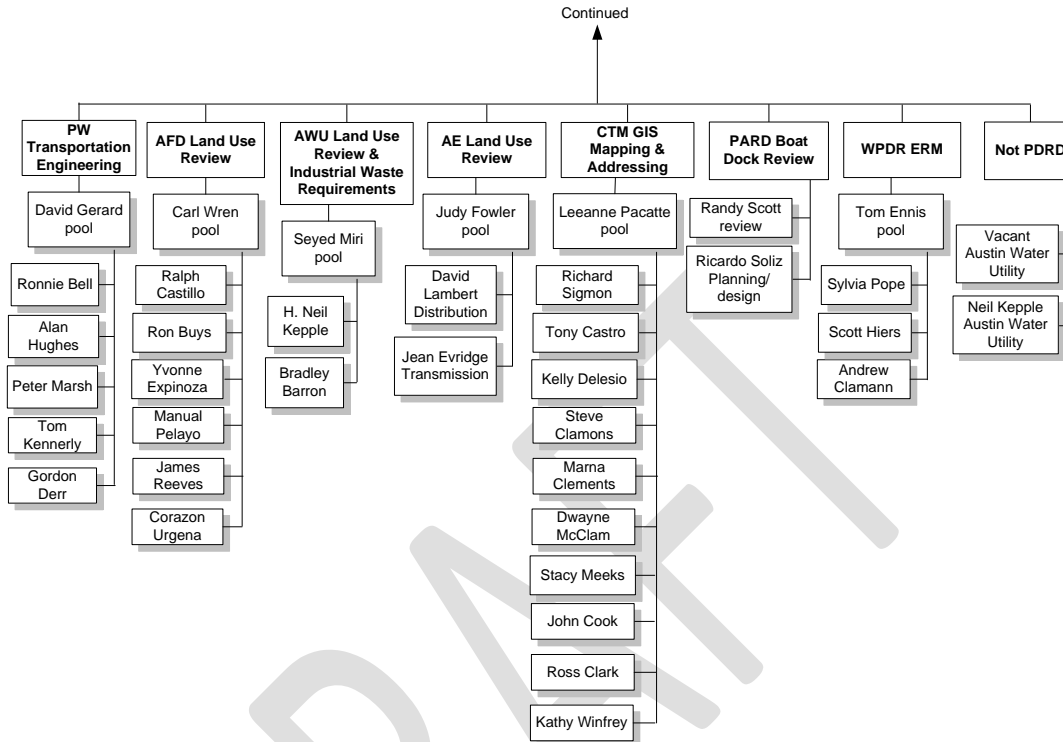 Continued
PW
Transportation
Engineering
David Gerard
pool
Ronnie Bell
Alan
Hughes
Peter Marsh
Tom
Kennerly
Gordon
Derr
AFD Land Use
Review
Carl Wren
pool
Ralph
Castillo
Ron Buys
Yvonne
Expinoza
Manual
Pelayo
James
Reeves
Corazon
Urgena
AWU Land Use
Review &
Industrial Waste
Requirements
Seyed Miri
pool
H. Neil
Kepple
Bradley
Barron
AE Land Use
Review
Judy Fowler
pool
David
Lambert
Distribution
Jean Evridge
Transmission
CTM GIS
Mapping &
Addressing
Leeanne Pacatte
pool
Richard
Sigmon
Tony Castro
Kelly Delesio
Steve
Clamons
Marna
Clements
Dwayne
McClam
Stacy Meeks
John Cook
Ross Clark
Kathy Winfrey
PARD Boat
Dock Review
Randy Scott
review
Ricardo Soliz
Planning/
design
WPDR ERM
Tom Ennis
pool
Sylvia Pope
Scott Hiers
Andrew
Clamann
Not PDRD
Vacant
Austin Water
Utility
Neil Kepple
Austin Water
Utility
DRAFT